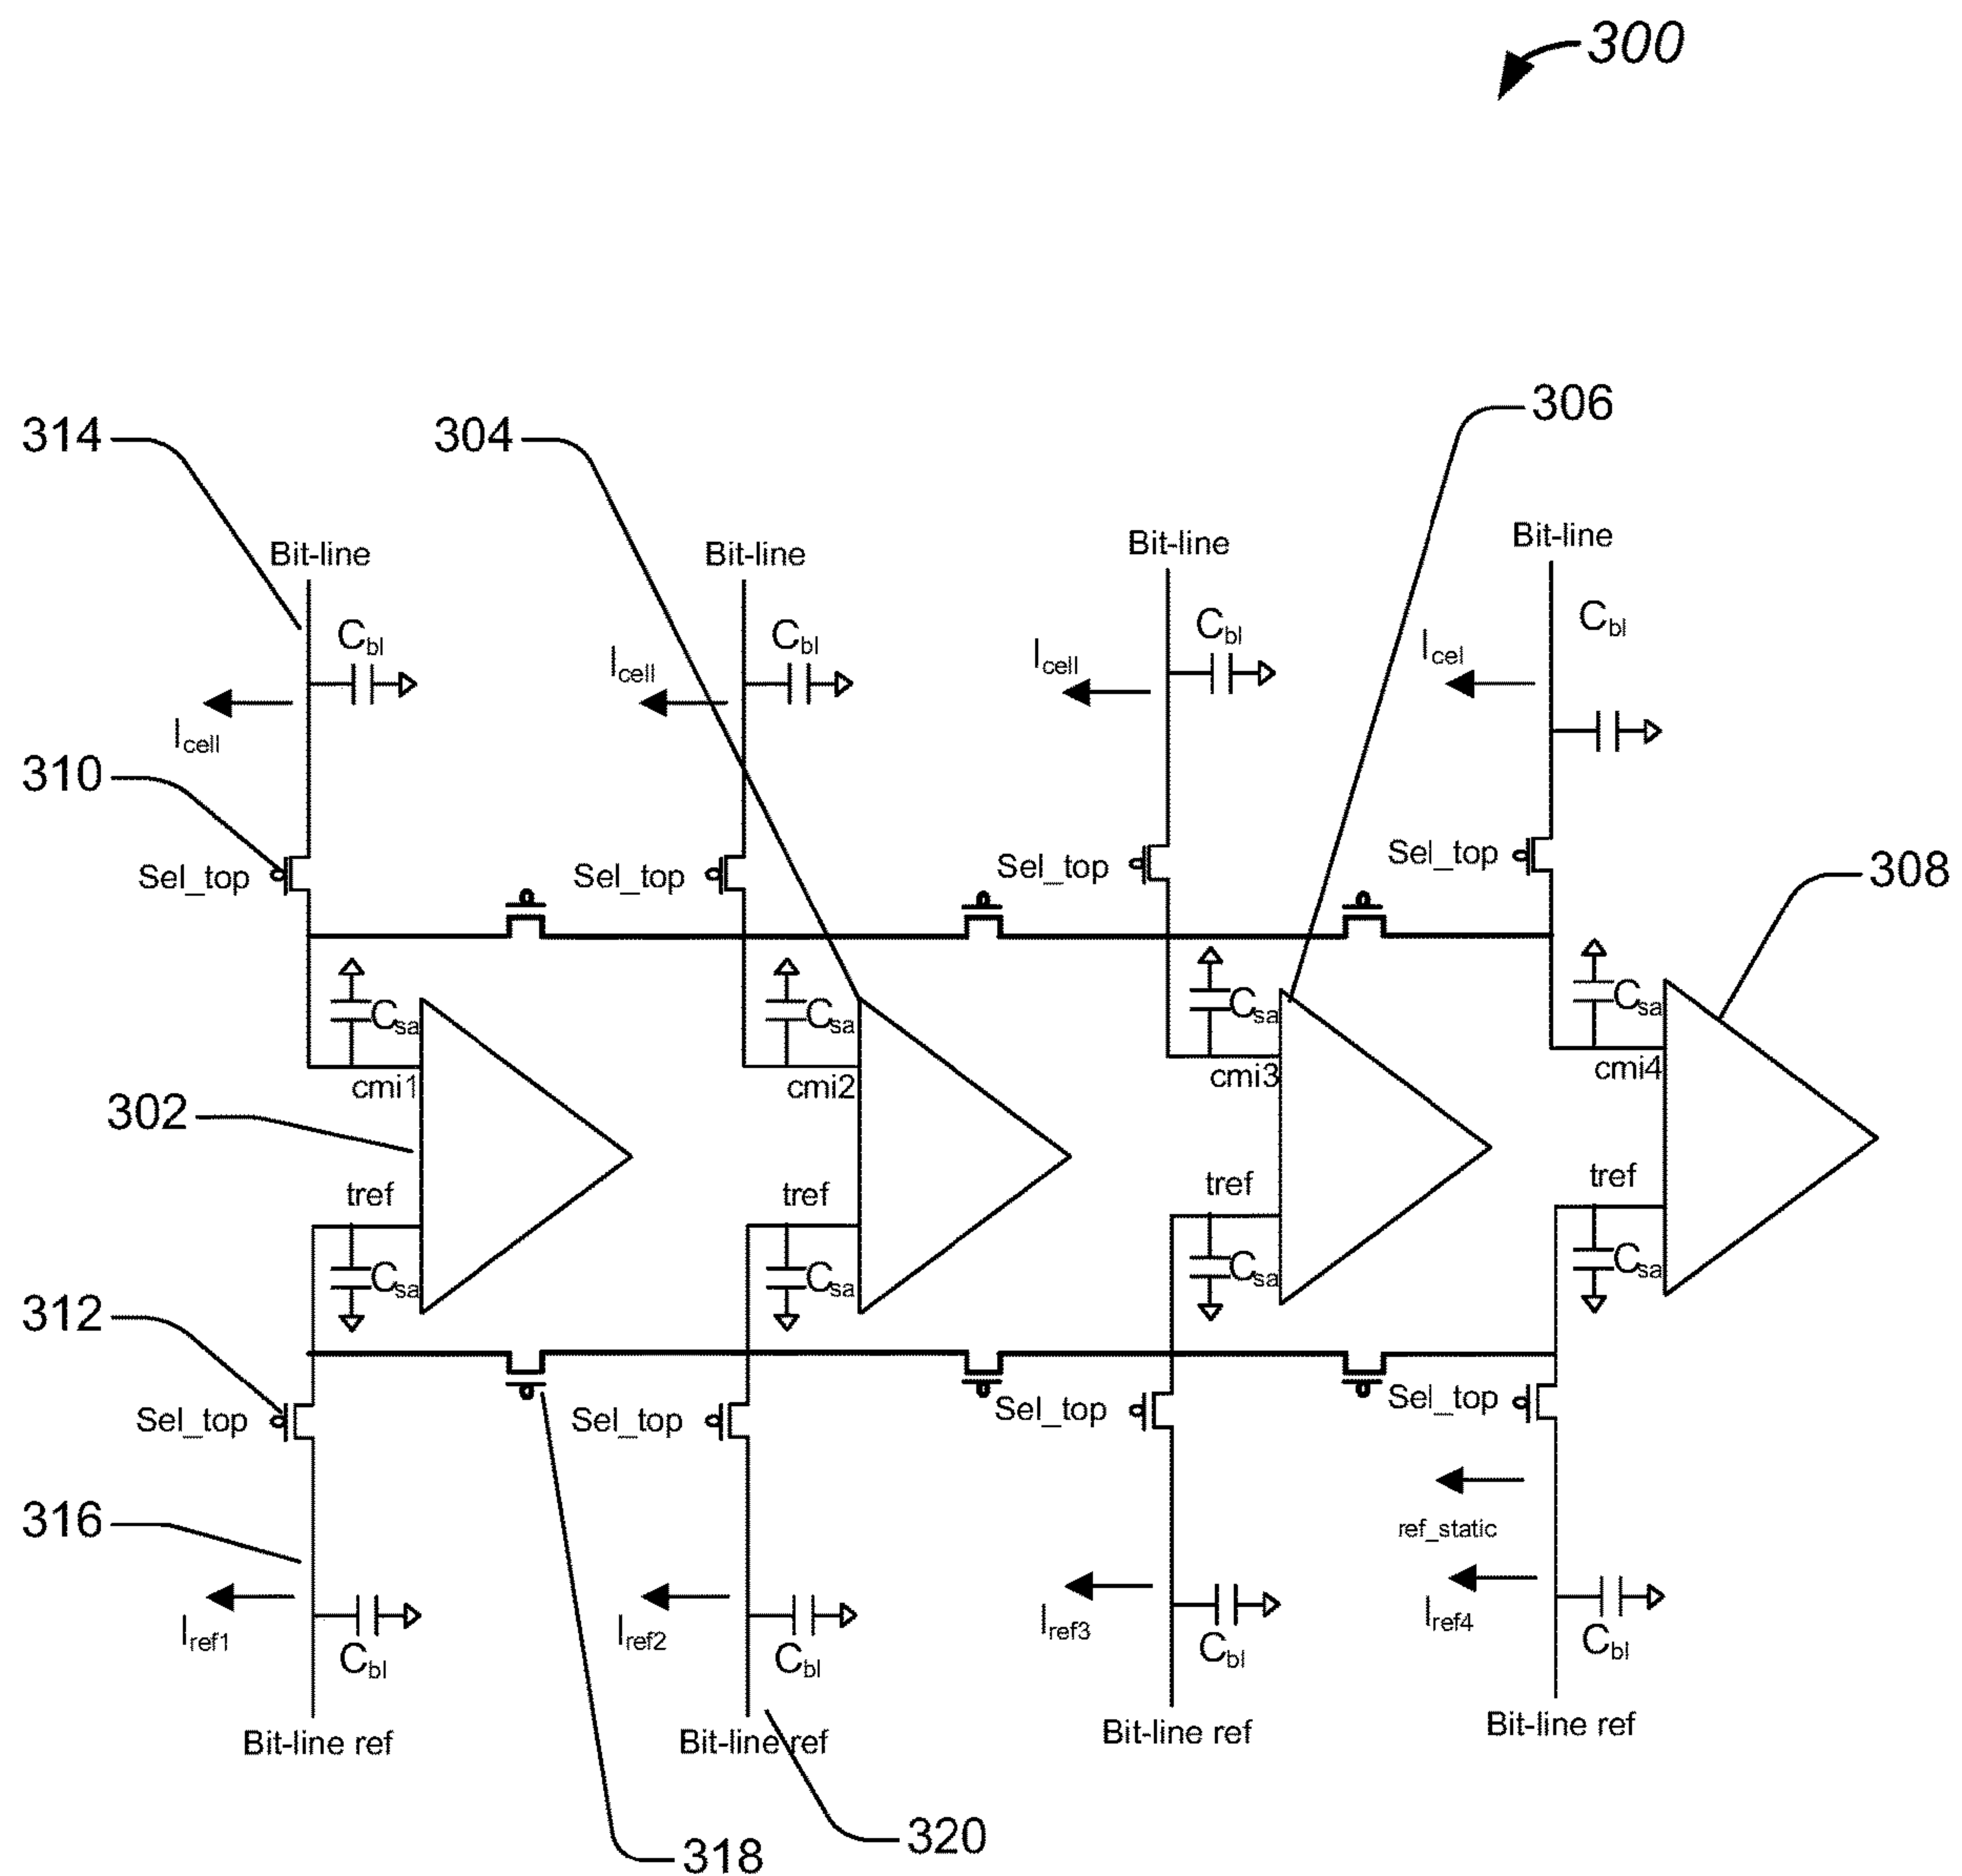 300
306
314
304
Bit-line
Bit-line
Bit-line
Bit-line
Cbl
Cbl
Cbl
Cbl
Icell
Icell
Icell
Icel
310
Sel_top
Sel_top
Sel_top
Sel_top
308
Csa
Csa
Csa
Csa
cmi1
cmi2
cmi3
cmi4
302
tref
tref
tref
tref
Csa
Csa
Csa
Csa
312
Sel_top
Sel_top
Sel_top
Sel_top
316
ref_static
Iref1
Iref2
Iref3
Iref4
Cbl
Cbl
Cbl
Cbl
Bit-line ref
Bit-line ref
Bit-line ref
Bit-line ref
318
320